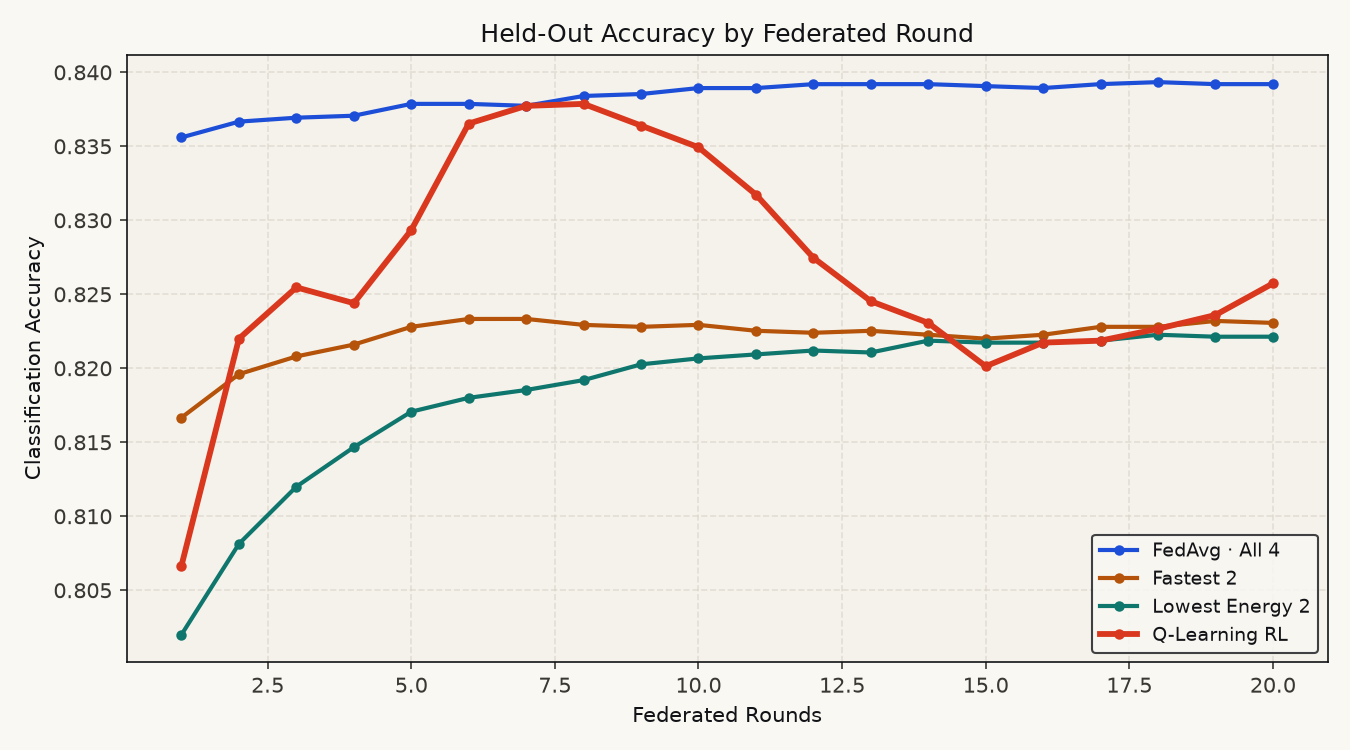 Held-Out Accuracy by Federated Round
Classification Accuracy
0.840
0.835
0.830
0.825
0.820
0.815
0.810
0.805
2.5 5.0 7.5 10.0 12.5 15.0 17.5 20.0
Federated Rounds
FedAvg · All 4
Fastest 2
Lowest Energy 2
Q-Learning RL